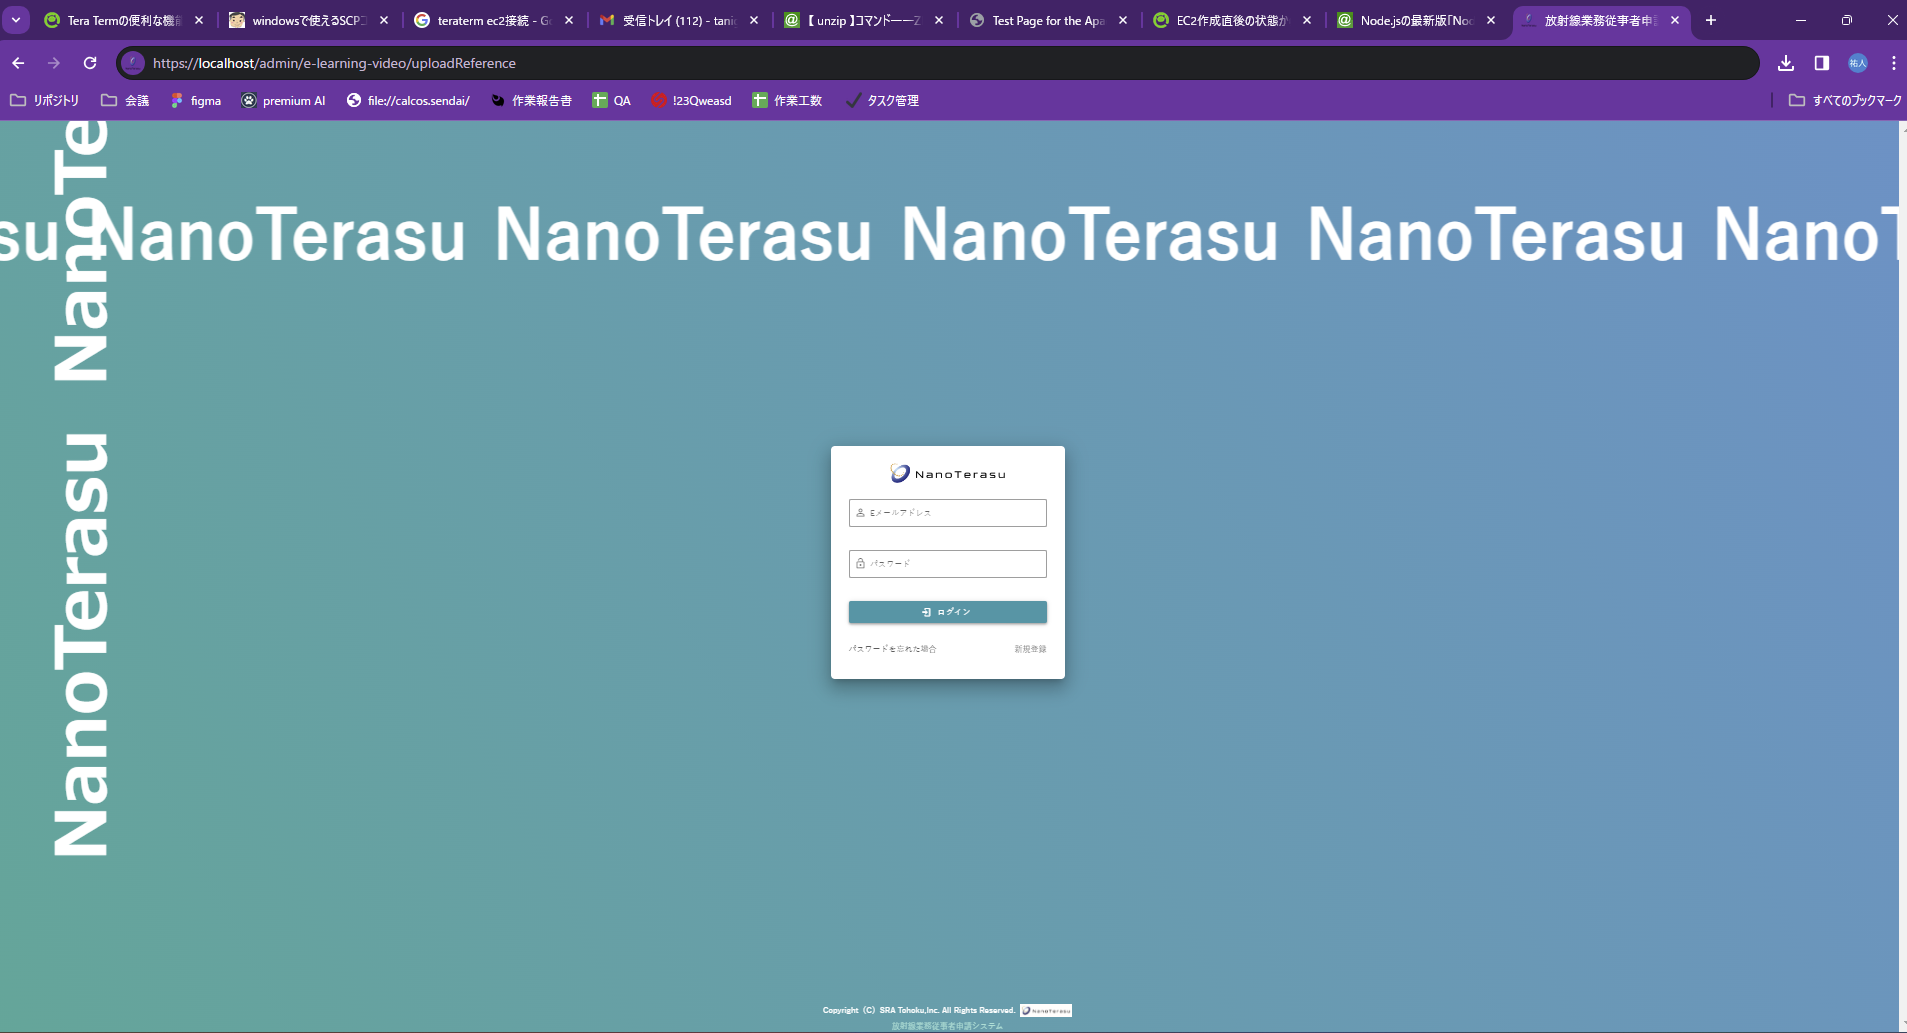 Tera Termの便利な機能
windowsで使えるSCPコ
teraterm ec2接続 - Go
受信トレイ (112) - tanic
【 unzip 】コマンド――Z
Test Page for the Apa
EC2作成直後の状態か
Node.jsの最新版「Nod
放射線業務従事者申請
https://localhost/admin/e-learning-video/uploadReference
祐人
リポジトリ
会議
figma
premium AI
file://calcos.sendai/
作業報告書
QA
!23Qweasd
作業工数
タスク管理
すべてのブックマーク
su NanoTerasu NanoTerasu NanoTerasu NanoTerasu NanoT
NanoTerasu NanoTe
NanoTerasu
Eメールアドレス
パスワード
ログイン
パスワードを忘れた場合
新規登録
Copyright (C) SRA Tohoku,Inc. All Rights Reserved.
NanoTerasu
放射線業務従事者申請システム